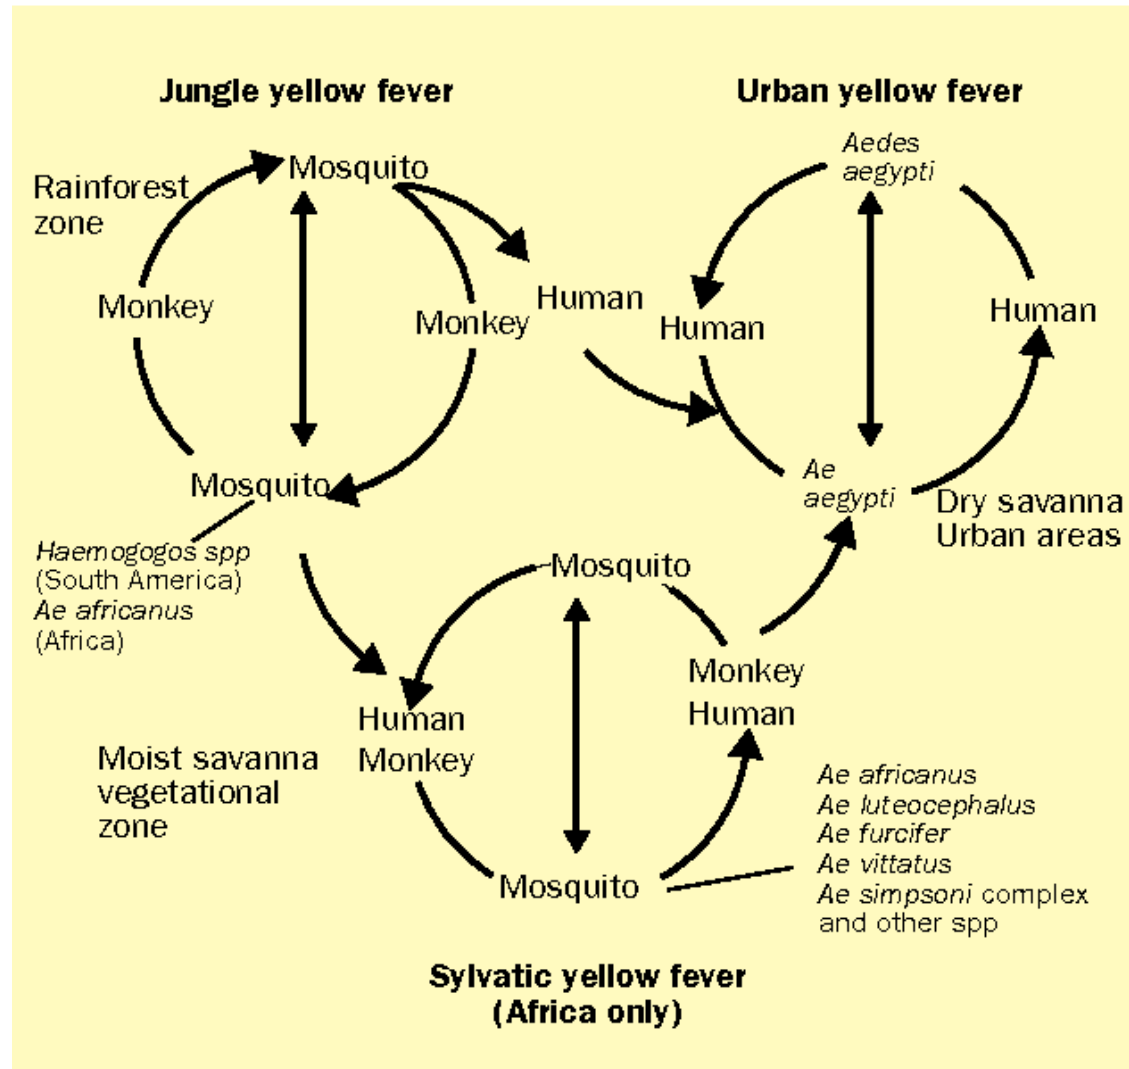 Jungle yellow fever
Urban yellow fever
Rainforest
zone
Mosquito
Monkey
Monkey
Human
Mosquito
Haemogogos spp
(South America)
Ae africanus
(Africa)
Aedes
aegypti
Human
Human
Ae
aegypti
Dry savanna
Urban areas
Mosquito
Monkey
Human
Human
Monkey
Moist savanna
vegetational
zone
Mosquito
Ae africanus
Ae luteocephalus
Ae furcifer
Ae vittatus
Ae simpsoni complex
and other spp
Sylvatic yellow fever
(Africa only)